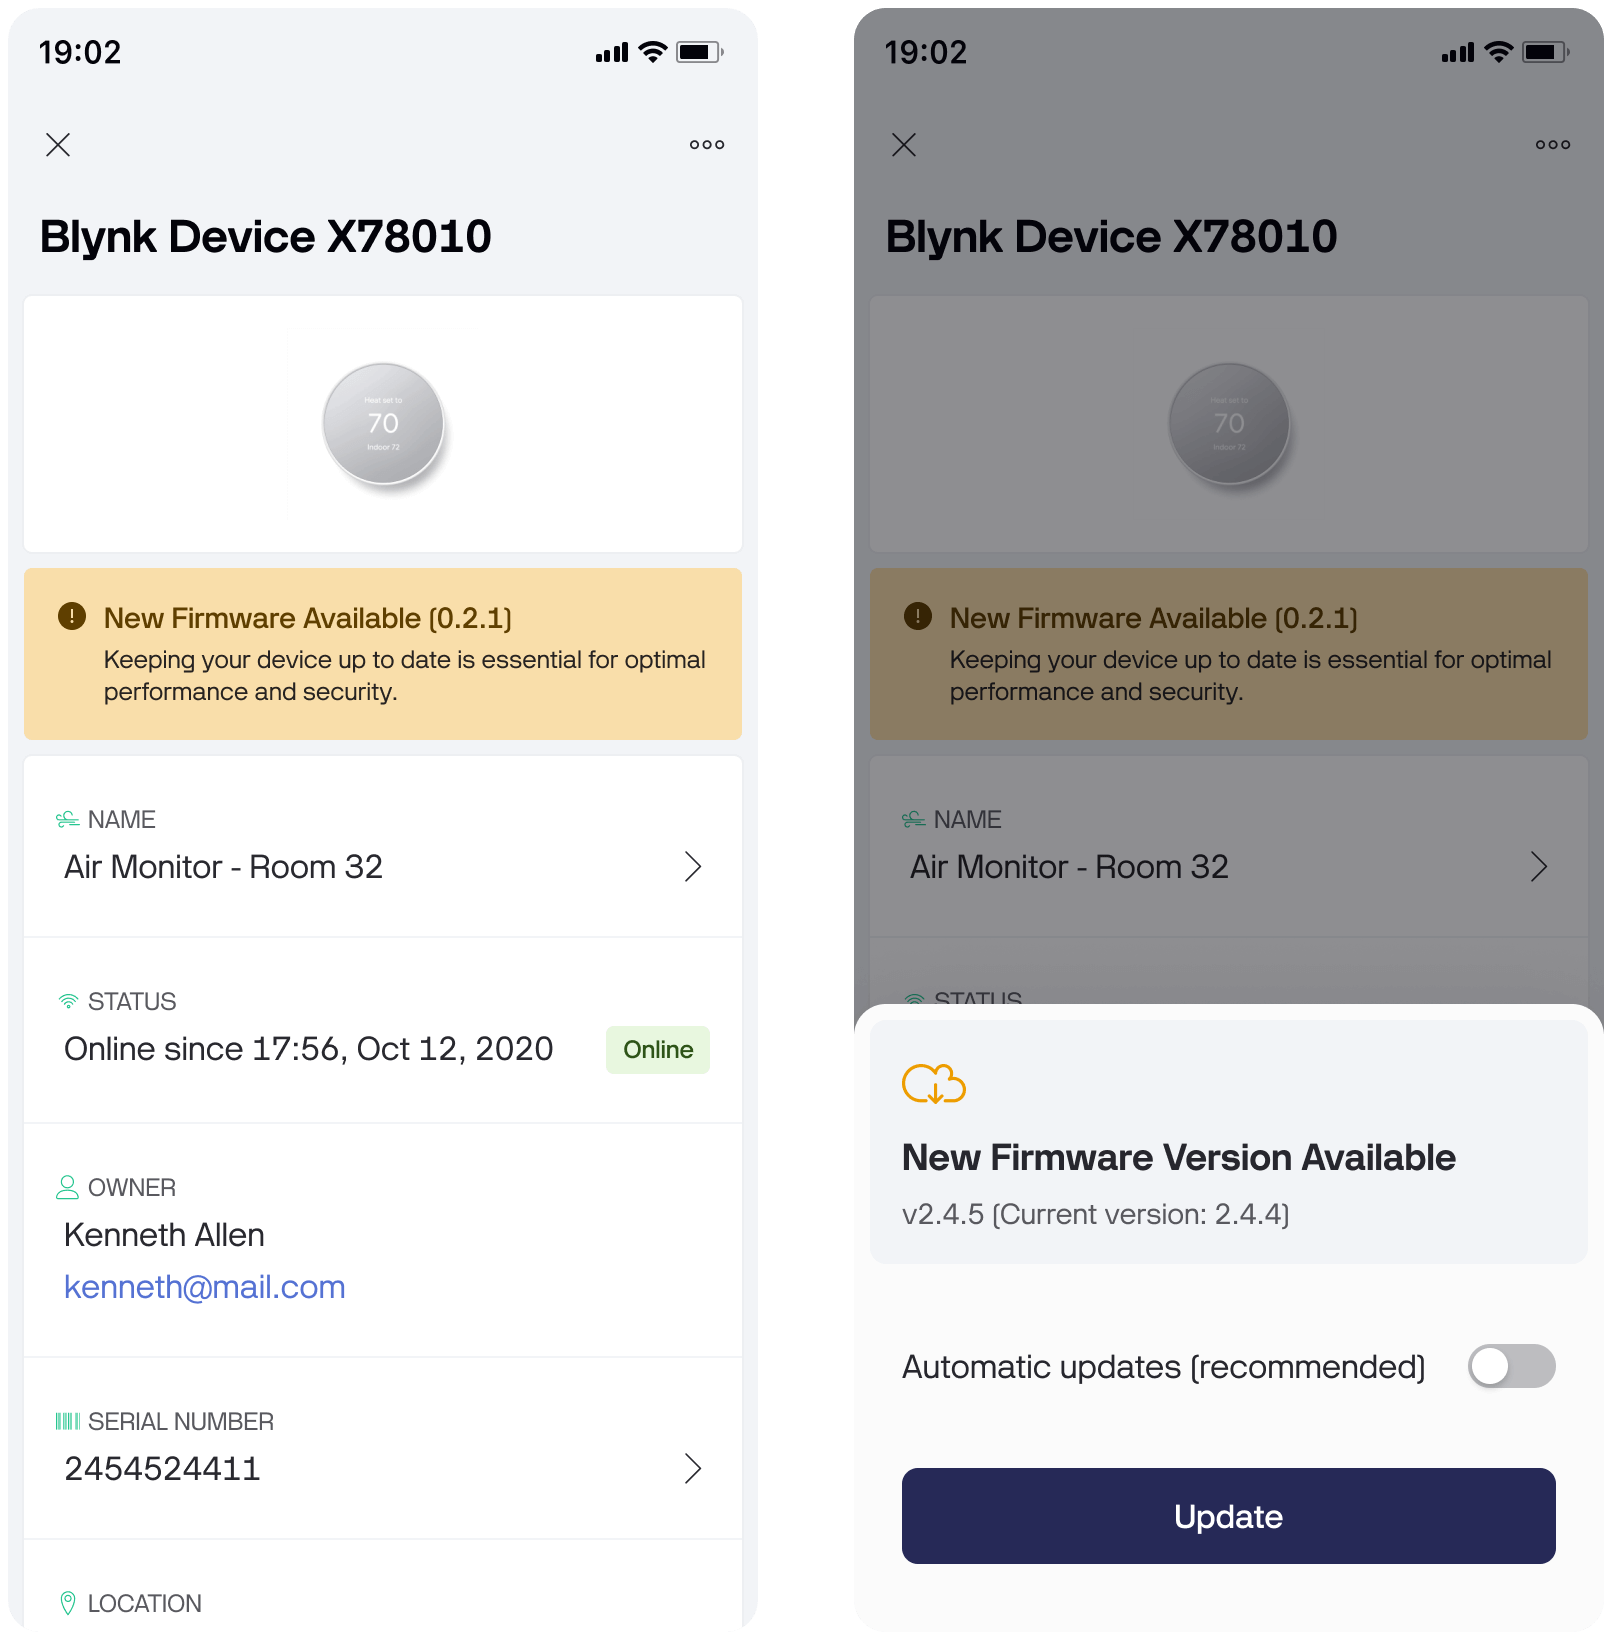 19:02
Blynk Device X78010
Heat set to
70
Indoor 72
New Firmware Available (0.2.1)
Keeping your device up to date is essential for optimal
performance and security.
NAME
Air Monitor - Room 32
STATUS
Online since 17:56, Oct 12, 2020
Online
OWNER
Kenneth Allen
kenneth@mail.com
SERIAL NUMBER
2454524411
LOCATION
19:02
Blynk Device X78010
Heat set to
70
Indoor 72
New Firmware Available (0.2.1)
Keeping your device up to date is essential for optimal
performance and security.
NAME
Air Monitor - Room 32
STATUS
New Firmware Version Available
v2.4.5 (Current version: 2.4.4)
Automatic updates (recommended)
Update